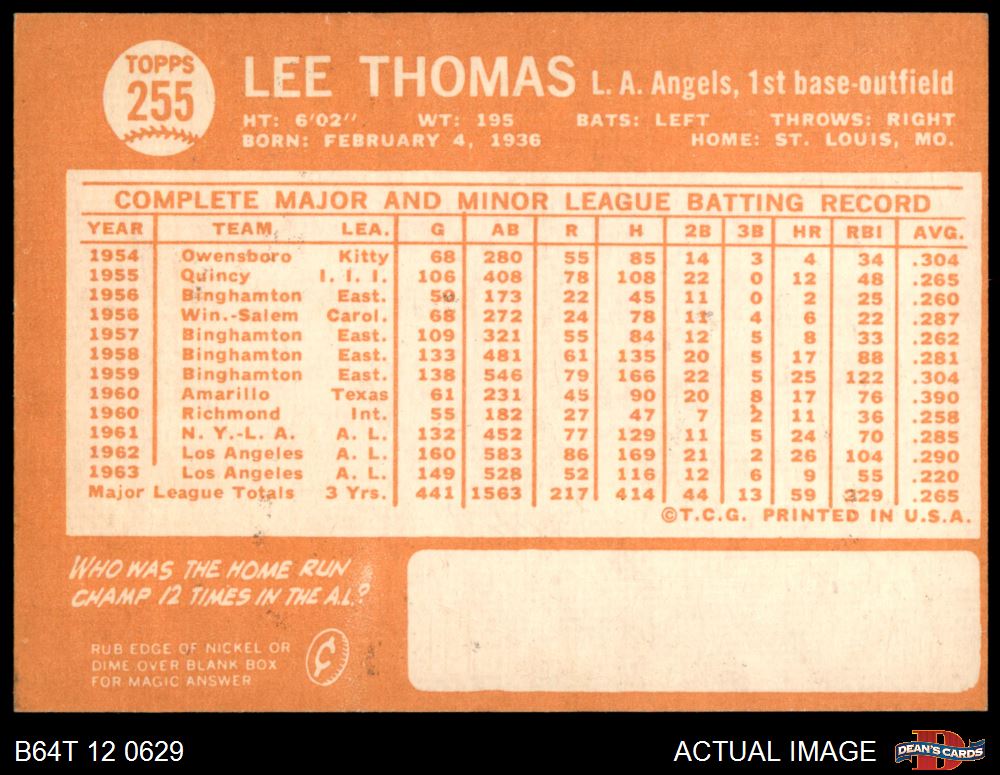 TOPPS
255
LEE THOMAS L. A. Angels, 1st base-outfield
HT: 6'02" WT: 195 BATS: LEFT THROWS: RIGHT
BORN: FEBRUARY 4, 1936 HOME: ST. LOUIS, MO.
COMPLETE MAJOR AND MINOR LEAGUE BATTING RECORD
YEAR TEAM LEA. G AB R H 2B 3B HR RBI AVG.
1954 Owensboro Kitty 68 280 55 85 14 3 4 34 .304
1955 Quincy I. I. I. 106 408 78 108 22 0 12 48 .265
1956 Binghamton East. 50 173 22 45 11 0 2 25 .260
1956 Win.-Salem Carol. 68 272 24 78 11 4 6 22 .287
1957 Binghamton East. 109 321 55 84 12 5 8 33 .262
1958 Binghamton East. 133 481 61 135 20 5 17 88 .281
1959 Binghamton East. 138 546 79 166 22 5 25 122 .304
1960 Amarillo Texas 61 231 45 90 20 8 17 76 .390
1960 Richmond Int. 55 182 27 47 7 2 11 36 .258
1961 N. Y.-L. A. A. L. 132 452 77 129 11 5 24 70 .285
1962 Los Angeles A. L. 160 583 86 169 21 2 26 104 .290
1963 Los Angeles A. L. 149 528 52 116 12 6 9 55 .220
Major League Totals 3 Yrs. 441 1563 217 414 44 13 59 229 .265
©T.C.G. PRINTED IN U.S.A.
WHO WAS THE HOME RUN
CHAMP 12 TIMES IN THE A.L.?
RUB EDGE OF NICKEL OR
DIME OVER BLANK BOX
FOR MAGIC ANSWER
¢
B64T 12 0629 ACTUAL IMAGE DEAN'S CARDS